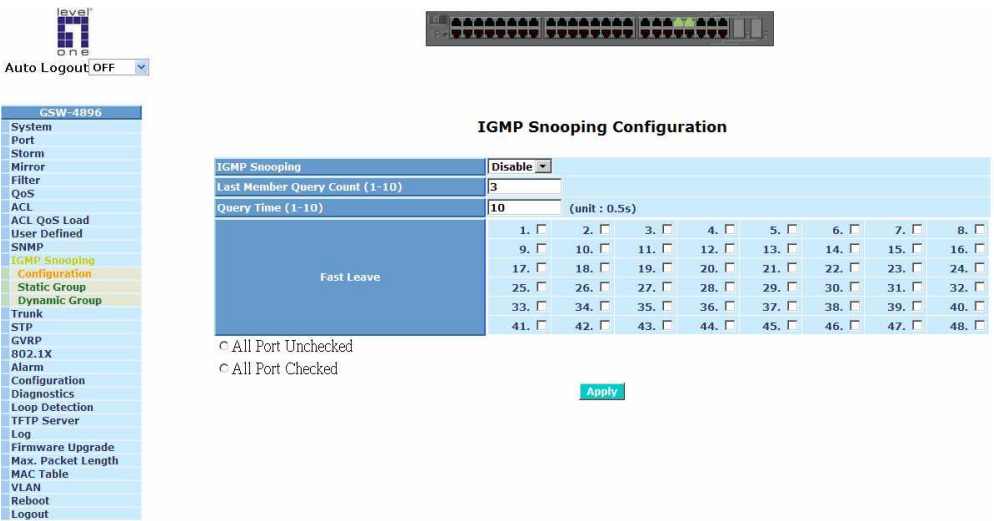 level
one
Auto Logout OFF
GSW-4896
System
Port
Storm
Mirror
Filter
QoS
ACL
ACL QoS Load
User Defined
SNMP
IGMP Snooping
Configuration
Static Group
Dynamic Group
Trunk
STP
GVRP
802.1X
Alarm
Configuration
Diagnostics
Loop Detection
TFTP Server
Log
Firmware Upgrade
Max. Packet Length
MAC Table
VLAN
Reboot
Logout
IGMP Snooping Configuration
IGMP Snooping Disable
Last Member Query Count (1-10) 3
Query Time (1-10) 10 (unit : 0.5s)
Fast Leave
1. 2. 3. 4. 5. 6. 7. 8.
9. 10. 11. 12. 13. 14. 15. 16.
17. 18. 19. 20. 21. 22. 23. 24.
25. 26. 27. 28. 29. 30. 31. 32.
33. 34. 35. 36. 37. 38. 39. 40.
41. 42. 43. 44. 45. 46. 47. 48.
All Port Unchecked
All Port Checked
Apply